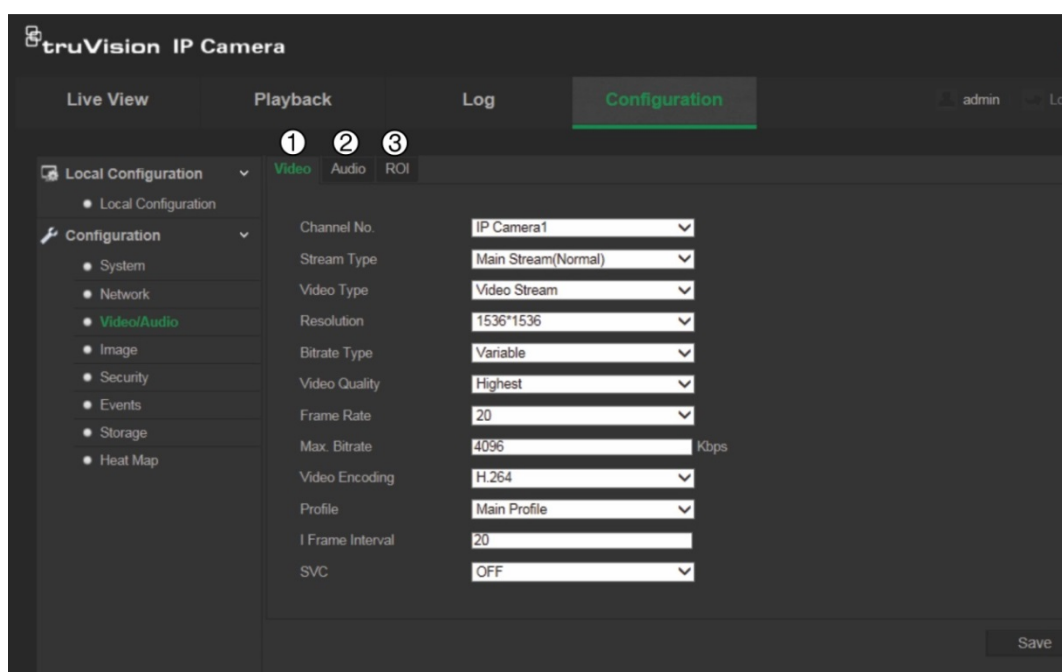 truVision IP Camera
Live View Playback Log Configuration admin
① ② ③
Video Audio ROI
Local Configuration
Local Configuration
Configuration
System
Network
Video/Audio
Image
Security
Events
Storage
Heat Map
Channel No. IP Camera1
Stream Type Main Stream(Normal)
Video Type Video Stream
Resolution 1536*1536
Bitrate Type Variable
Video Quality Highest
Frame Rate 20
Max. Bitrate 4096 Kbps
Video Encoding H.264
Profile Main Profile
I Frame Interval 20
SVC OFF
Save